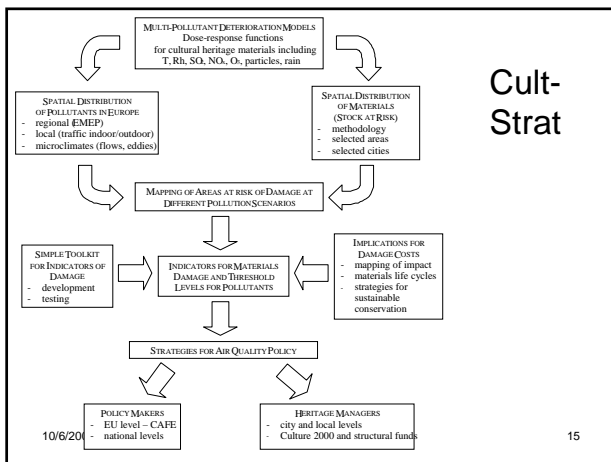 MULTI-POLLUTANT DETERIORATION MODELS
Dose-response functions
for cultural heritage materials including
T, Rh, SO₂, NOₓ, O₃, particles, rain
SPATIAL DISTRIBUTION
OF POLLUTANTS IN EUROPE
- regional (EMEP)
- local (traffic indoor/outdoor)
- microclimates (flows, eddies)
SPATIAL DISTRIBUTION
OF MATERIALS
(STOCK AT RISK)
- methodology
- selected areas
- selected cities
Cult-
Strat
MAPPING OF AREAS AT RISK OF DAMAGE AT
DIFFERENT POLLUTION SCENARIOS
SIMPLE TOOLKIT
FOR INDICATORS OF
DAMAGE
- development
- testing
INDICATORS FOR MATERIALS
DAMAGE AND THRESHOLD
LEVELS FOR POLLUTANTS
IMPLICATIONS FOR
DAMAGE COSTS
- mapping of impact
- materials life cycles
- strategies for
sustainable
conservation
STRATEGIES FOR AIR QUALITY POLICY
POLICY MAKERS
- EU level – CAFE
- national levels
HERITAGE MANAGERS
- city and local levels
- Culture 2000 and structural funds
10/6/200
15